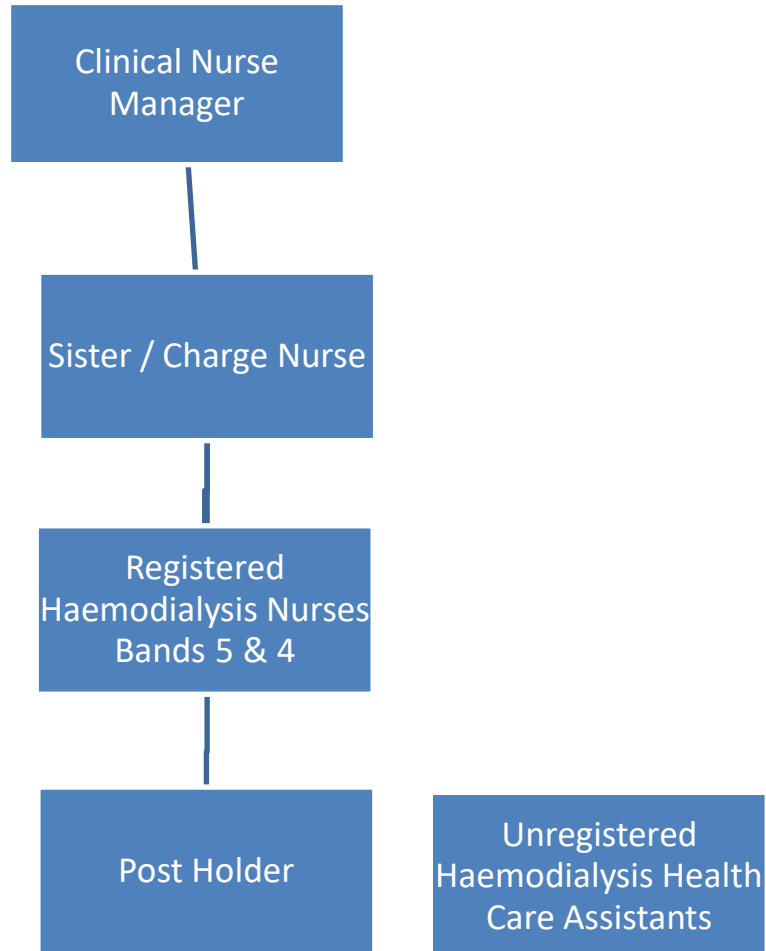 Clinical Nurse
Manager
Sister / Charge Nurse
Registered
Haemodialysis Nurses
Bands 5 & 4
Post Holder
Unregistered
Haemodialysis Health
Care Assistants